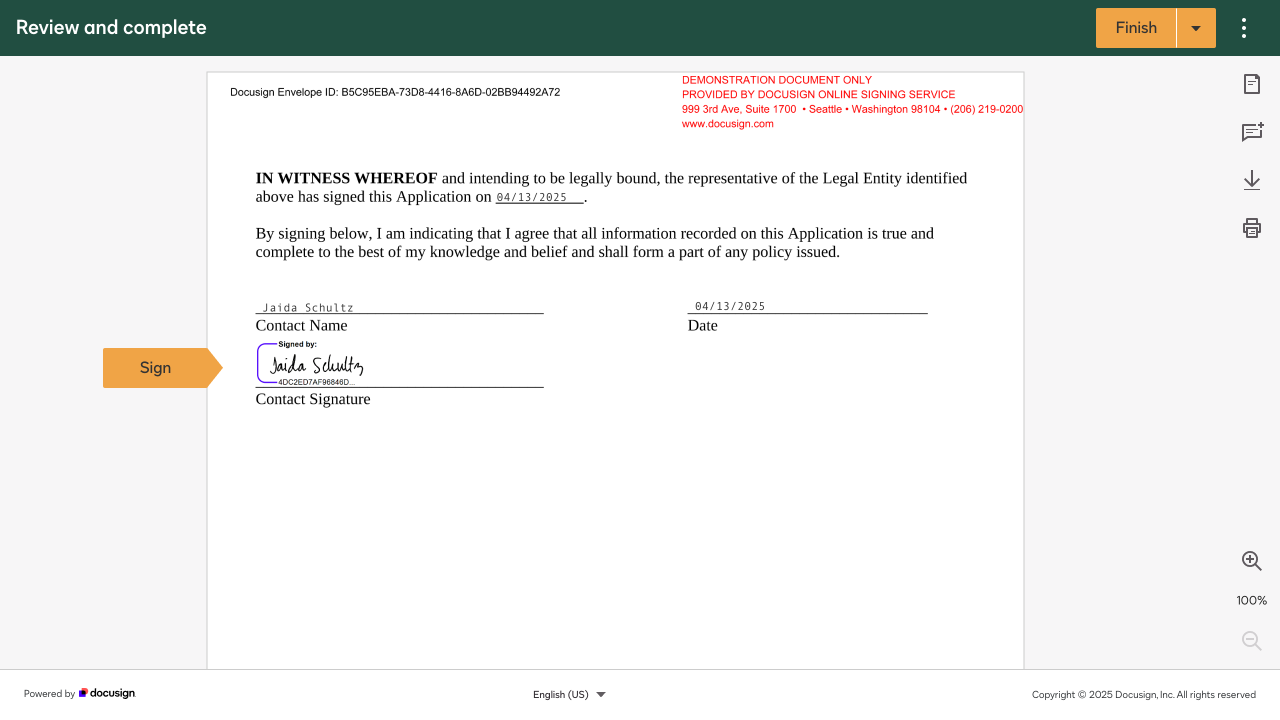 Review and complete
Finish
Docusign Envelope ID: B5C95EBA-73D8-4416-8A6D-02BB94492A72
DEMONSTRATION DOCUMENT ONLY
PROVIDED BY DOCUSIGN ONLINE SIGNING SERVICE
999 3rd Ave, Suite 1700 • Seattle • Washington 98104 • (206) 219-0200
www.docusign.com
IN WITNESS WHEREOF and intending to be legally bound, the representative of the Legal Entity identified
above has signed this Application on 04/13/2025.
By signing below, I am indicating that I agree that all information recorded on this Application is true and
complete to the best of my knowledge and belief and shall form a part of any policy issued.
Jaida Schultz
04/13/2025
Contact Name
Date
Sign
Signed by:
Jaida Schultz
4DC2ED7AF96846D...
Contact Signature
100%
Powered by docusign
English (US)
Copyright © 2025 Docusign, Inc. All rights reserved